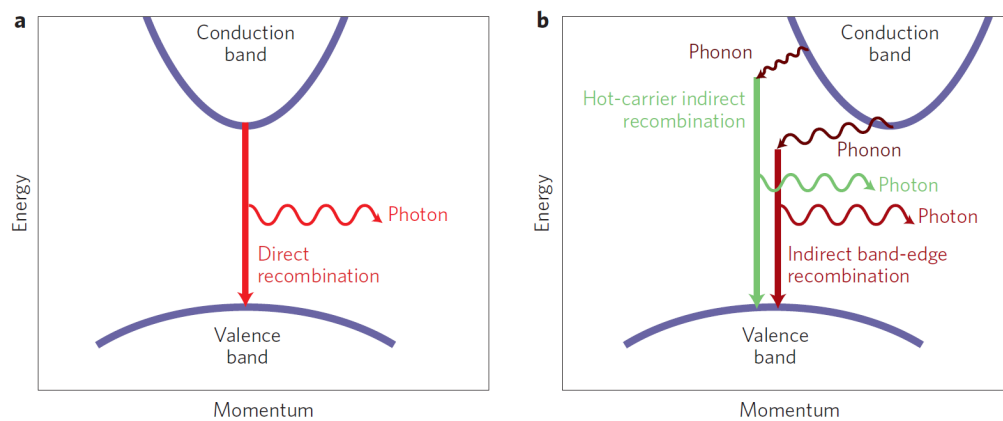 a
Conduction
band
Energy
Photon
Direct
recombination
Valence
band
Momentum
b
Conduction
band
Phonon
Hot-carrier indirect
recombination
Phonon
Photon
Photon
Energy
Indirect band-edge
recombination
Valence
band
Momentum